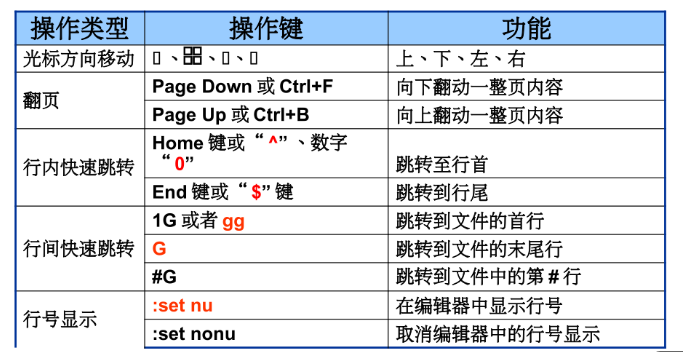 操作类型 操作键 功能
光标方向移动 、、、 上、下、左、右
翻页 Page Down 或 Ctrl+F 向下翻动一整页内容
Page Up 或 Ctrl+B 向上翻动一整页内容
行内快速跳转 Home 键或“^”、数字
“0” 跳转至行首
End 键或“$”键 跳转到行尾
行间快速跳转 1G 或者 gg 跳转到文件的首行
G 跳转到文件的末尾行
#G 跳转到文件中的第 # 行
行号显示 :set nu 在编辑器中显示行号
:set nonu 取消编辑器中的行号显示